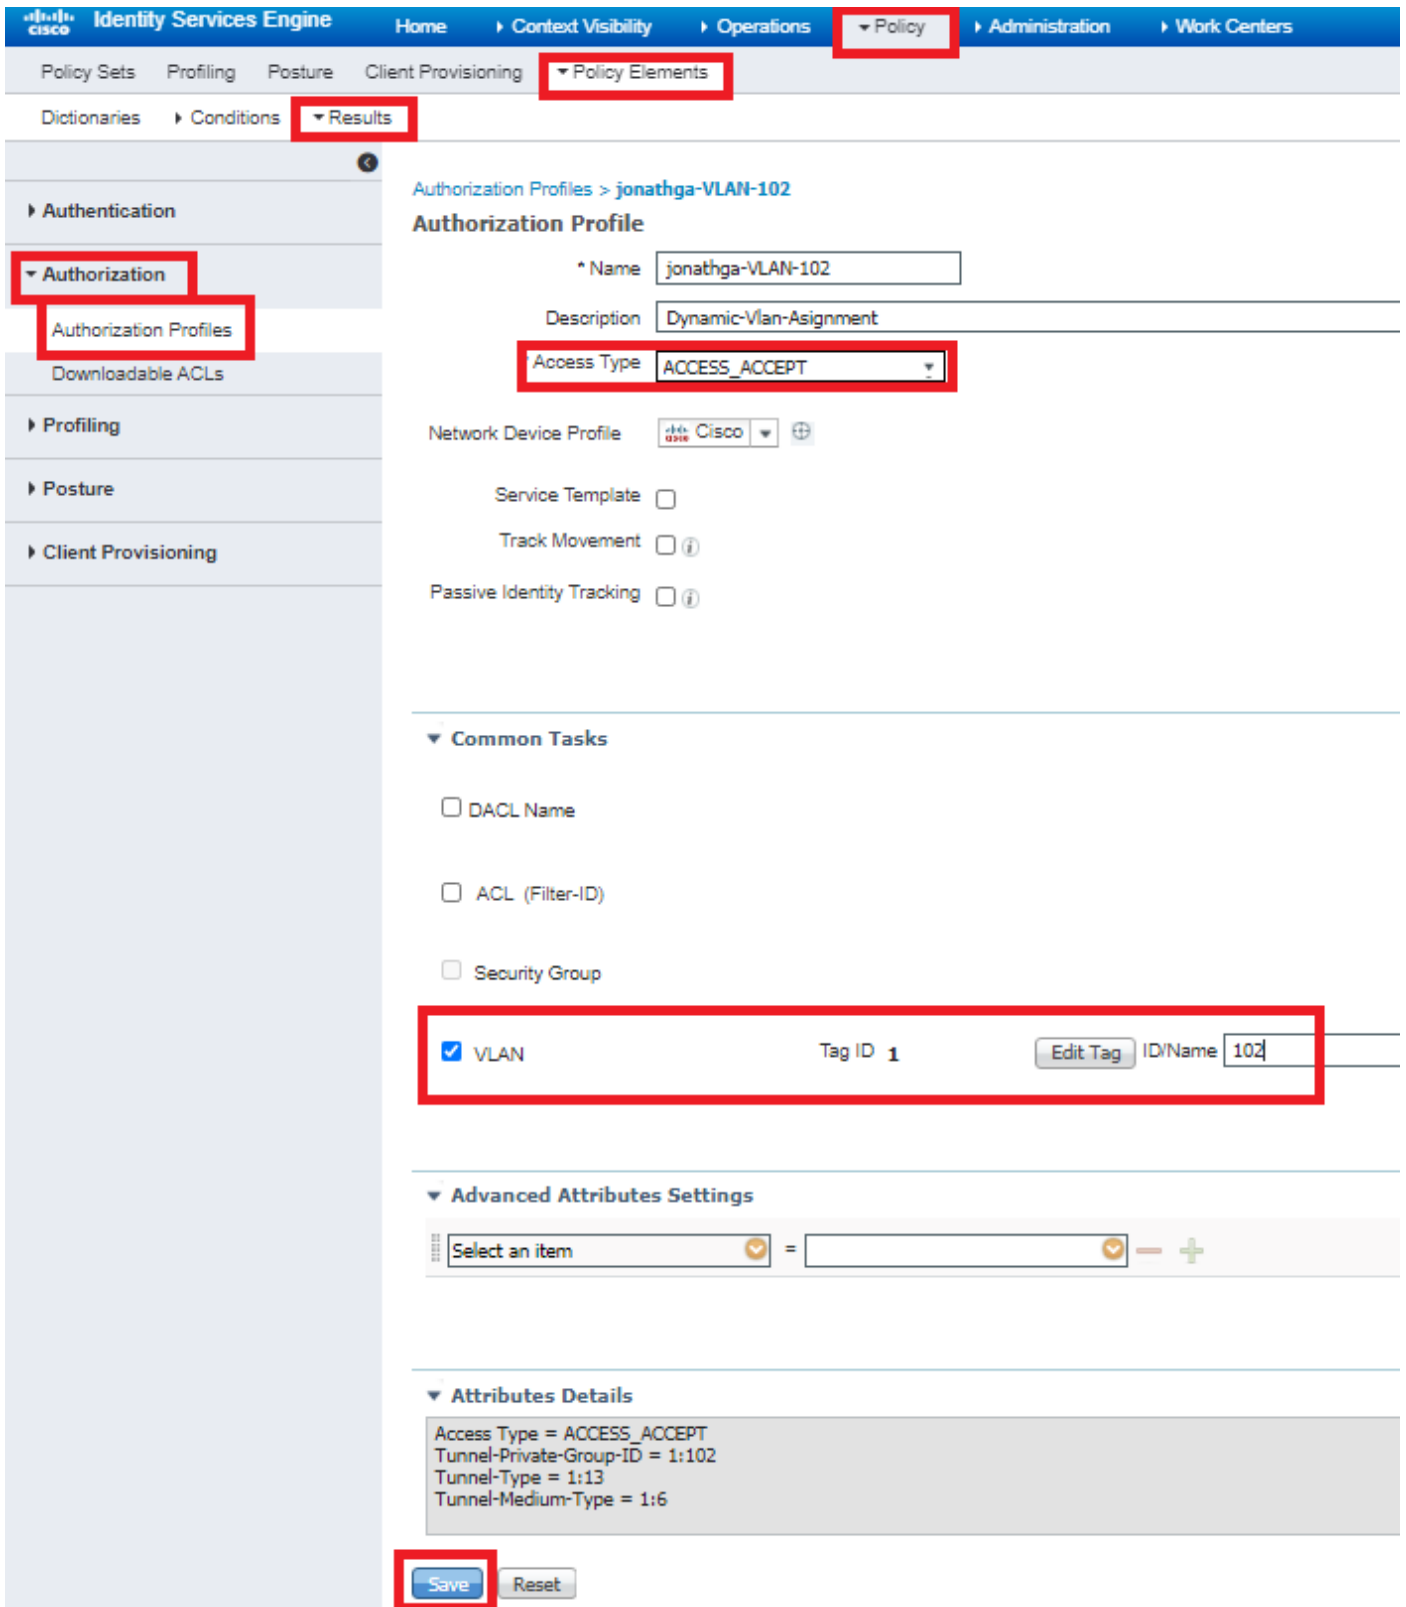 cisco Identity Services Engine Home Context Visibility Operations Policy Administration Work Centers
Policy Sets Profiling Posture Client Provisioning Policy Elements
Dictionaries Conditions Results
Authentication
Authorization
Authorization Profiles
Downloadable ACLs
Profiling
Posture
Client Provisioning
Authorization Profiles > jonathga-VLAN-102
Authorization Profile
* Name jonathga-VLAN-102
Description Dynamic-Vlan-Asignment
* Access Type ACCESS_ACCEPT
Network Device Profile cisco Cisco
Service Template
Track Movement
Passive Identity Tracking
Common Tasks
DACL Name
ACL (Filter-ID)
Security Group
VLAN Tag ID 1 Edit Tag ID/Name 102
Advanced Attributes Settings
Select an item =
Attributes Details
Access Type = ACCESS_ACCEPT
Tunnel-Private-Group-ID = 1:102
Tunnel-Type = 1:13
Tunnel-Medium-Type = 1:6
Save Reset